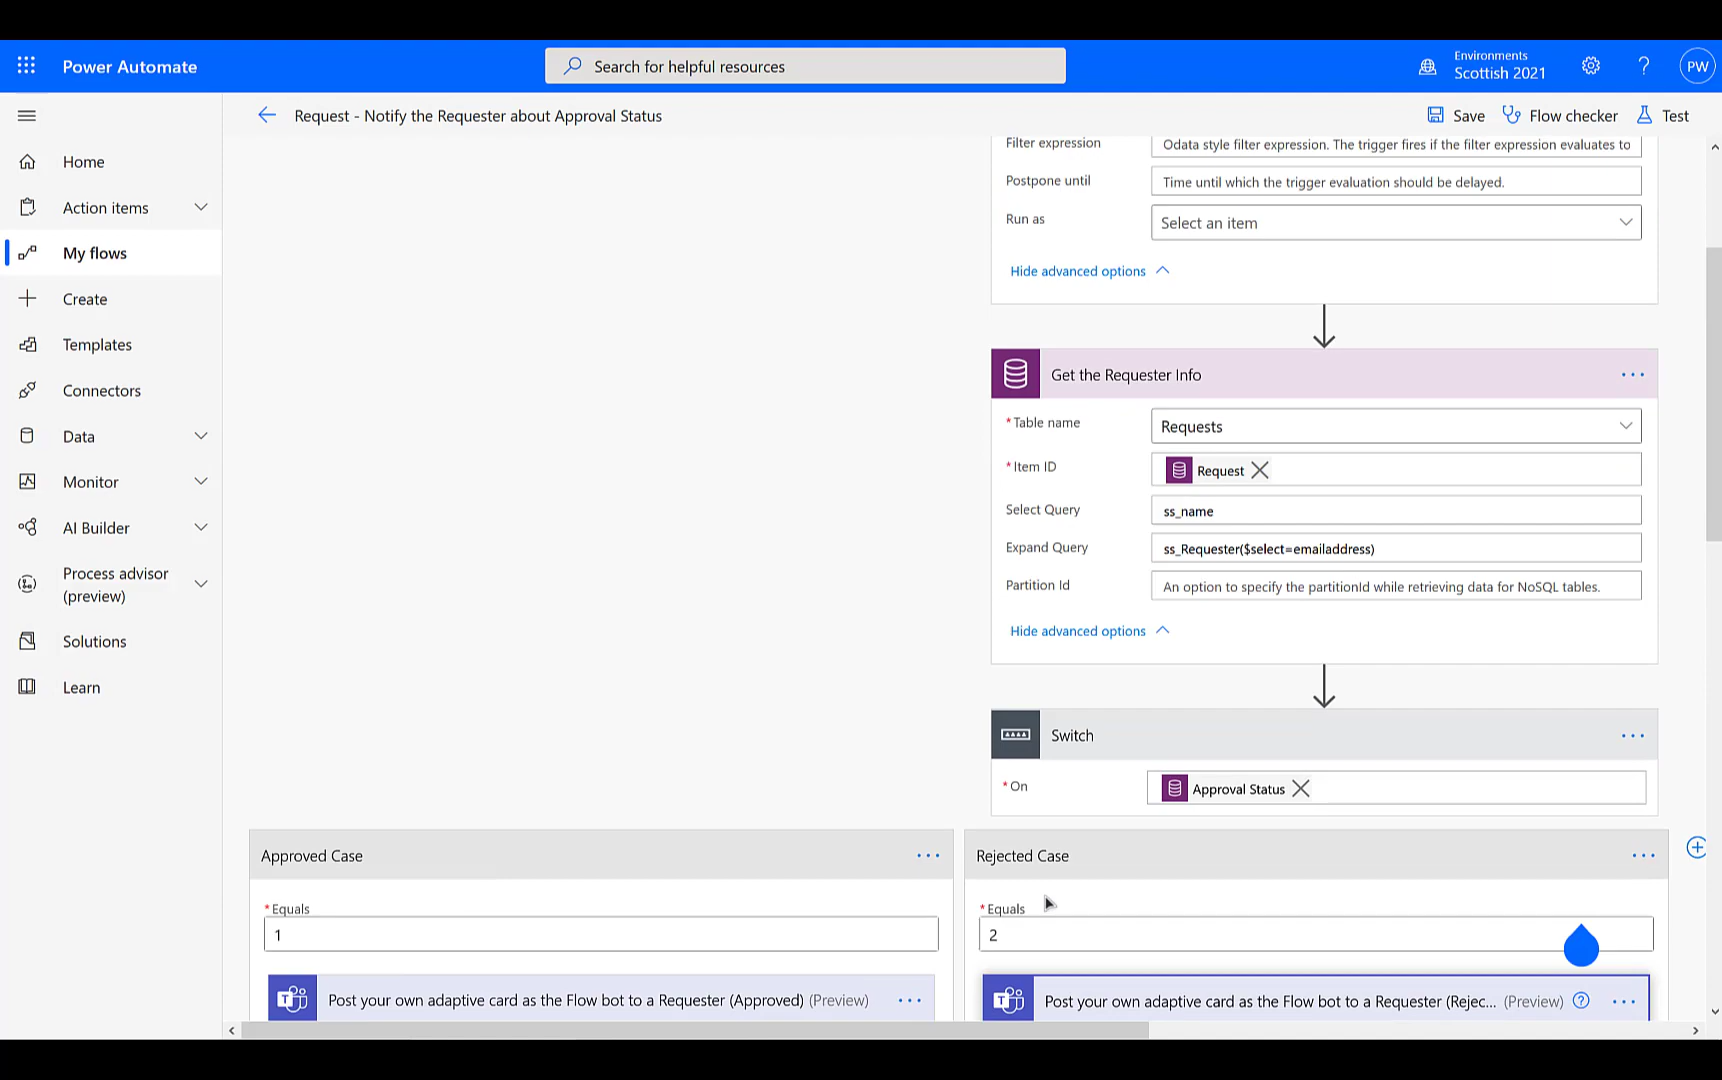 Power Automate
Search for helpful resources
Environments
Scottish 2021
?
PW
Request - Notify the Requester about Approval Status
Save
Flow checker
Test
Home
Action items
My flows
Create
Templates
Connectors
Data
Monitor
AI Builder
Process advisor
(preview)
Solutions
Learn
Filter expression
Odata style filter expression. The trigger fires if the filter expression evaluates to
Postpone until
Time until which the trigger evaluation should be delayed.
Run as
Select an item
Hide advanced options
Get the Requester Info
...
* Table name
Requests
* Item ID
Request
Select Query
ss_name
Expand Query
ss_Requester($select=emailaddress)
Partition Id
An option to specify the partitionId while retrieving data for NoSQL tables.
Hide advanced options
Switch
...
* On
Approval Status
Approved Case
...
* Equals
1
Post your own adaptive card as the Flow bot to a Requester (Approved) (Preview)
...
Rejected Case
...
* Equals
2
Post your own adaptive card as the Flow bot to a Requester (Rejec... (Preview)
?
...